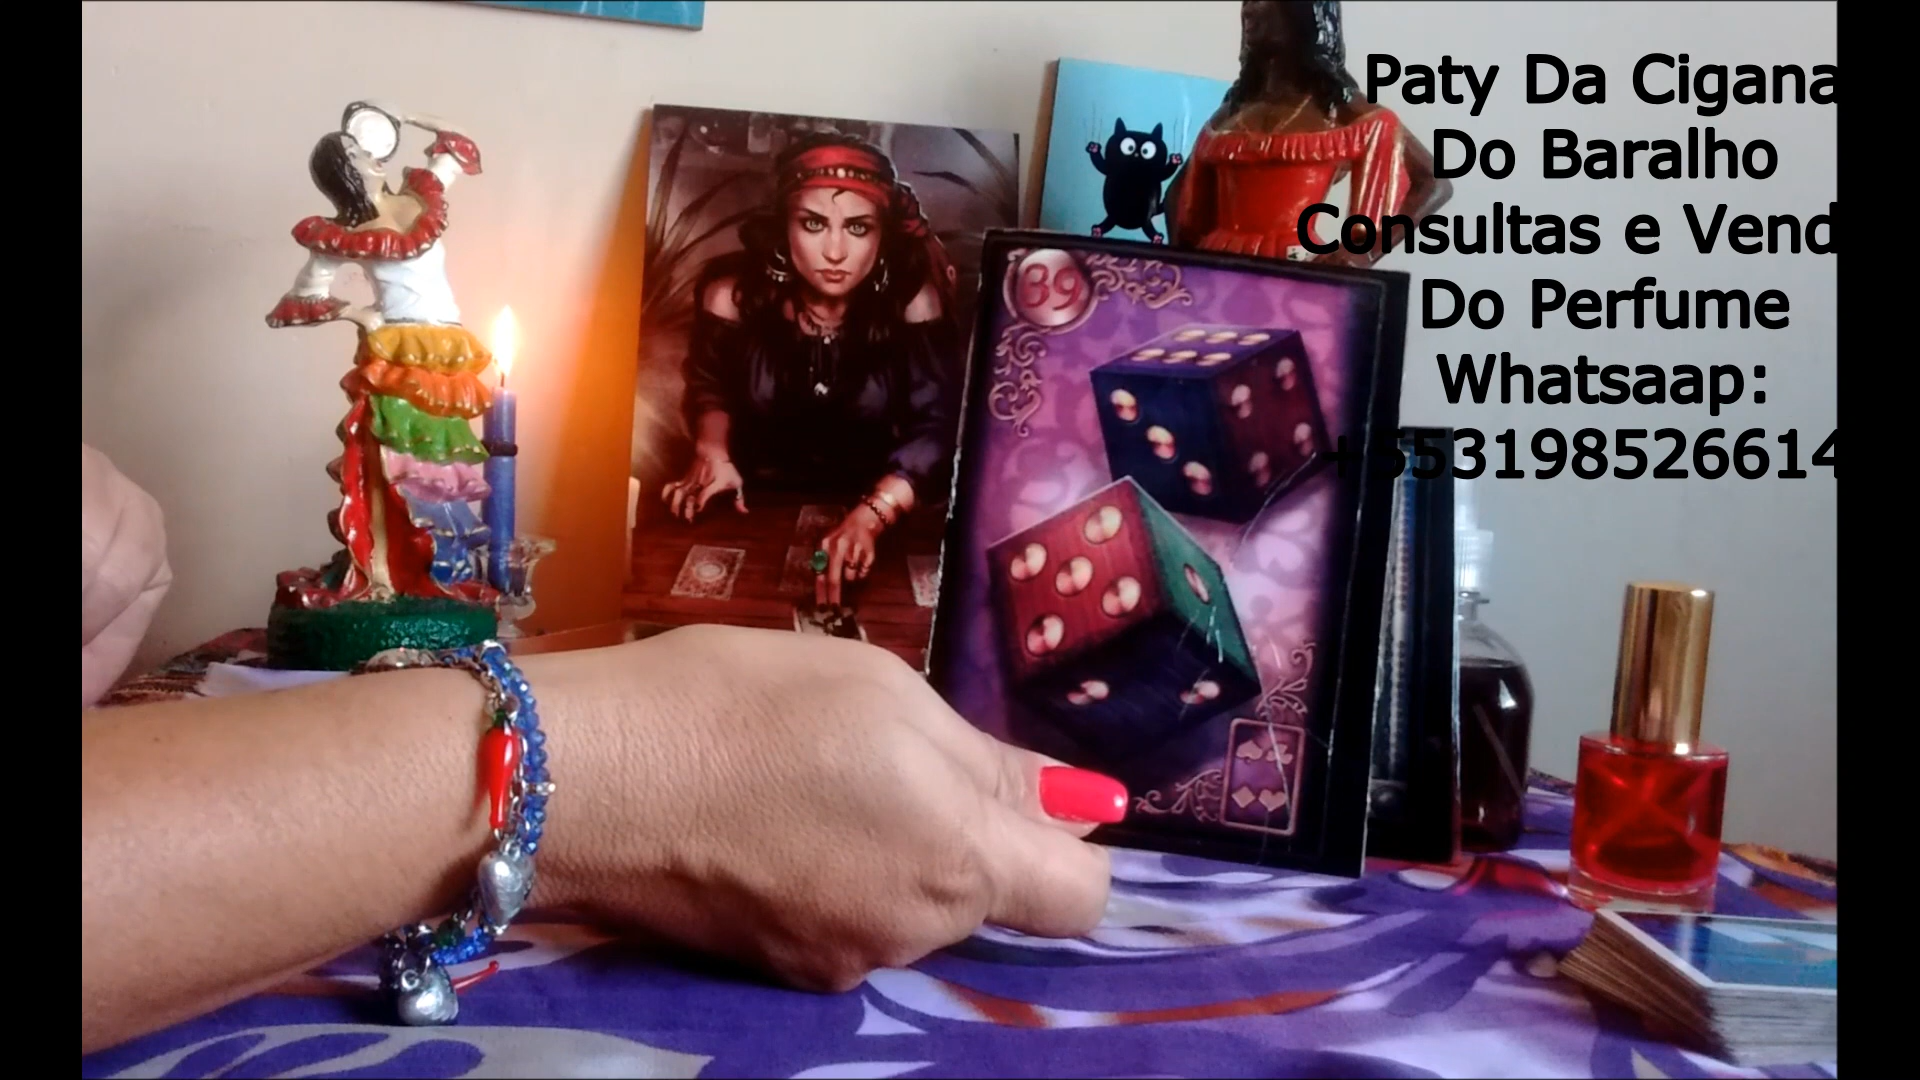 Paty Da Cigana
Do Baralho
Consultas e Vend
Do Perfume
Whatsaap:
+553198526614
39